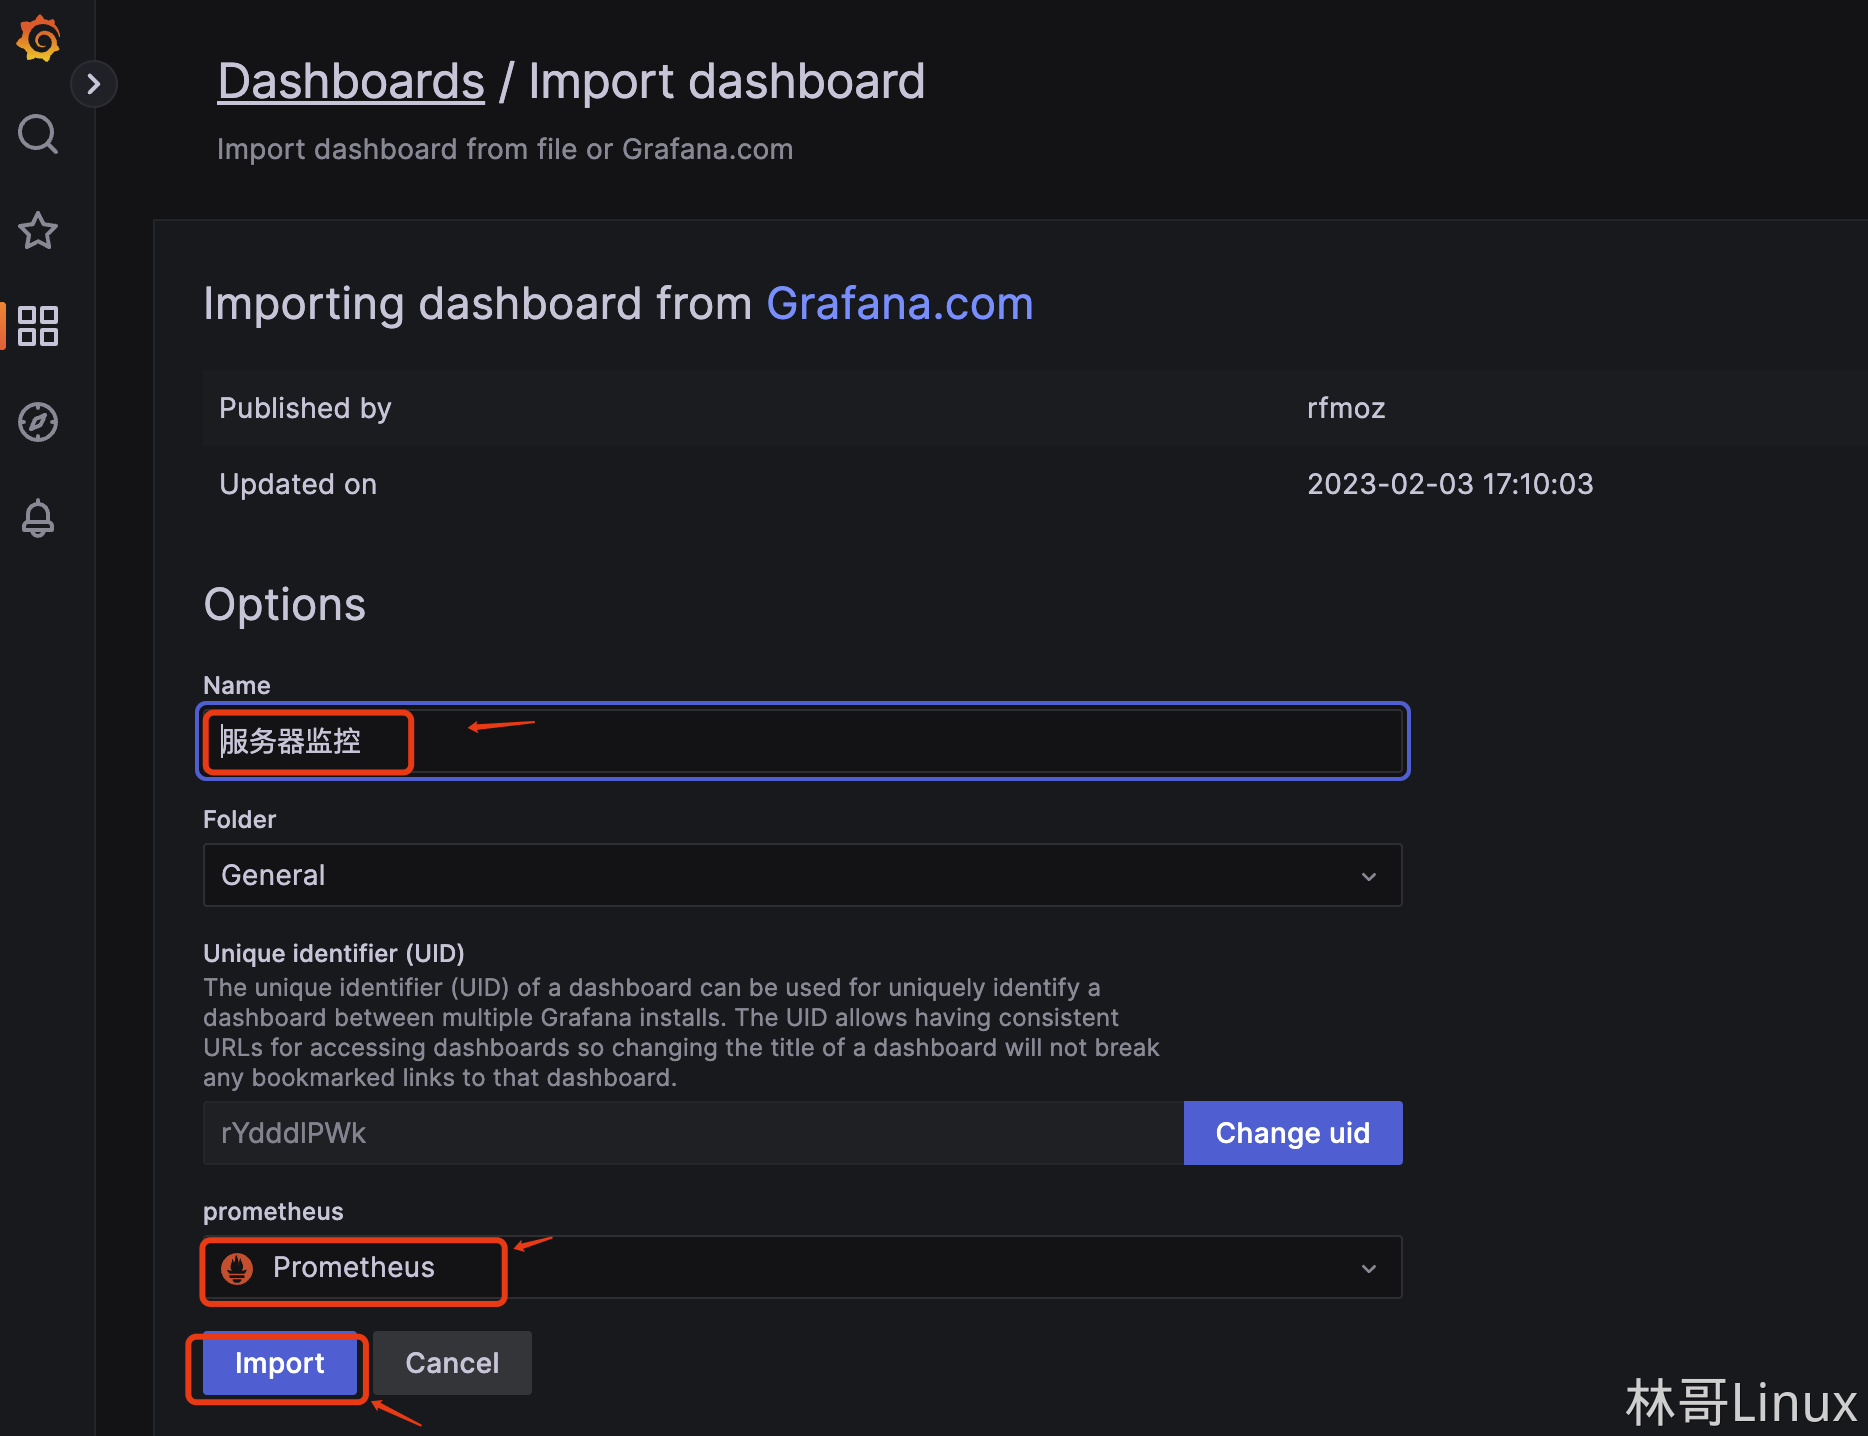 Dashboards / Import dashboard
Import dashboard from file or Grafana.com
Importing dashboard from Grafana.com
Published by rfmoz
Updated on 2023-02-03 17:10:03
Options
Name
服务器监控
Folder
General
Unique identifier (UID)
The unique identifier (UID) of a dashboard can be used for uniquely identify a
dashboard between multiple Grafana installs. The UID allows having consistent
URLs for accessing dashboards so changing the title of a dashboard will not break
any bookmarked links to that dashboard.
rYdddlPWk Change uid
prometheus
Prometheus
Import Cancel
林哥Linux